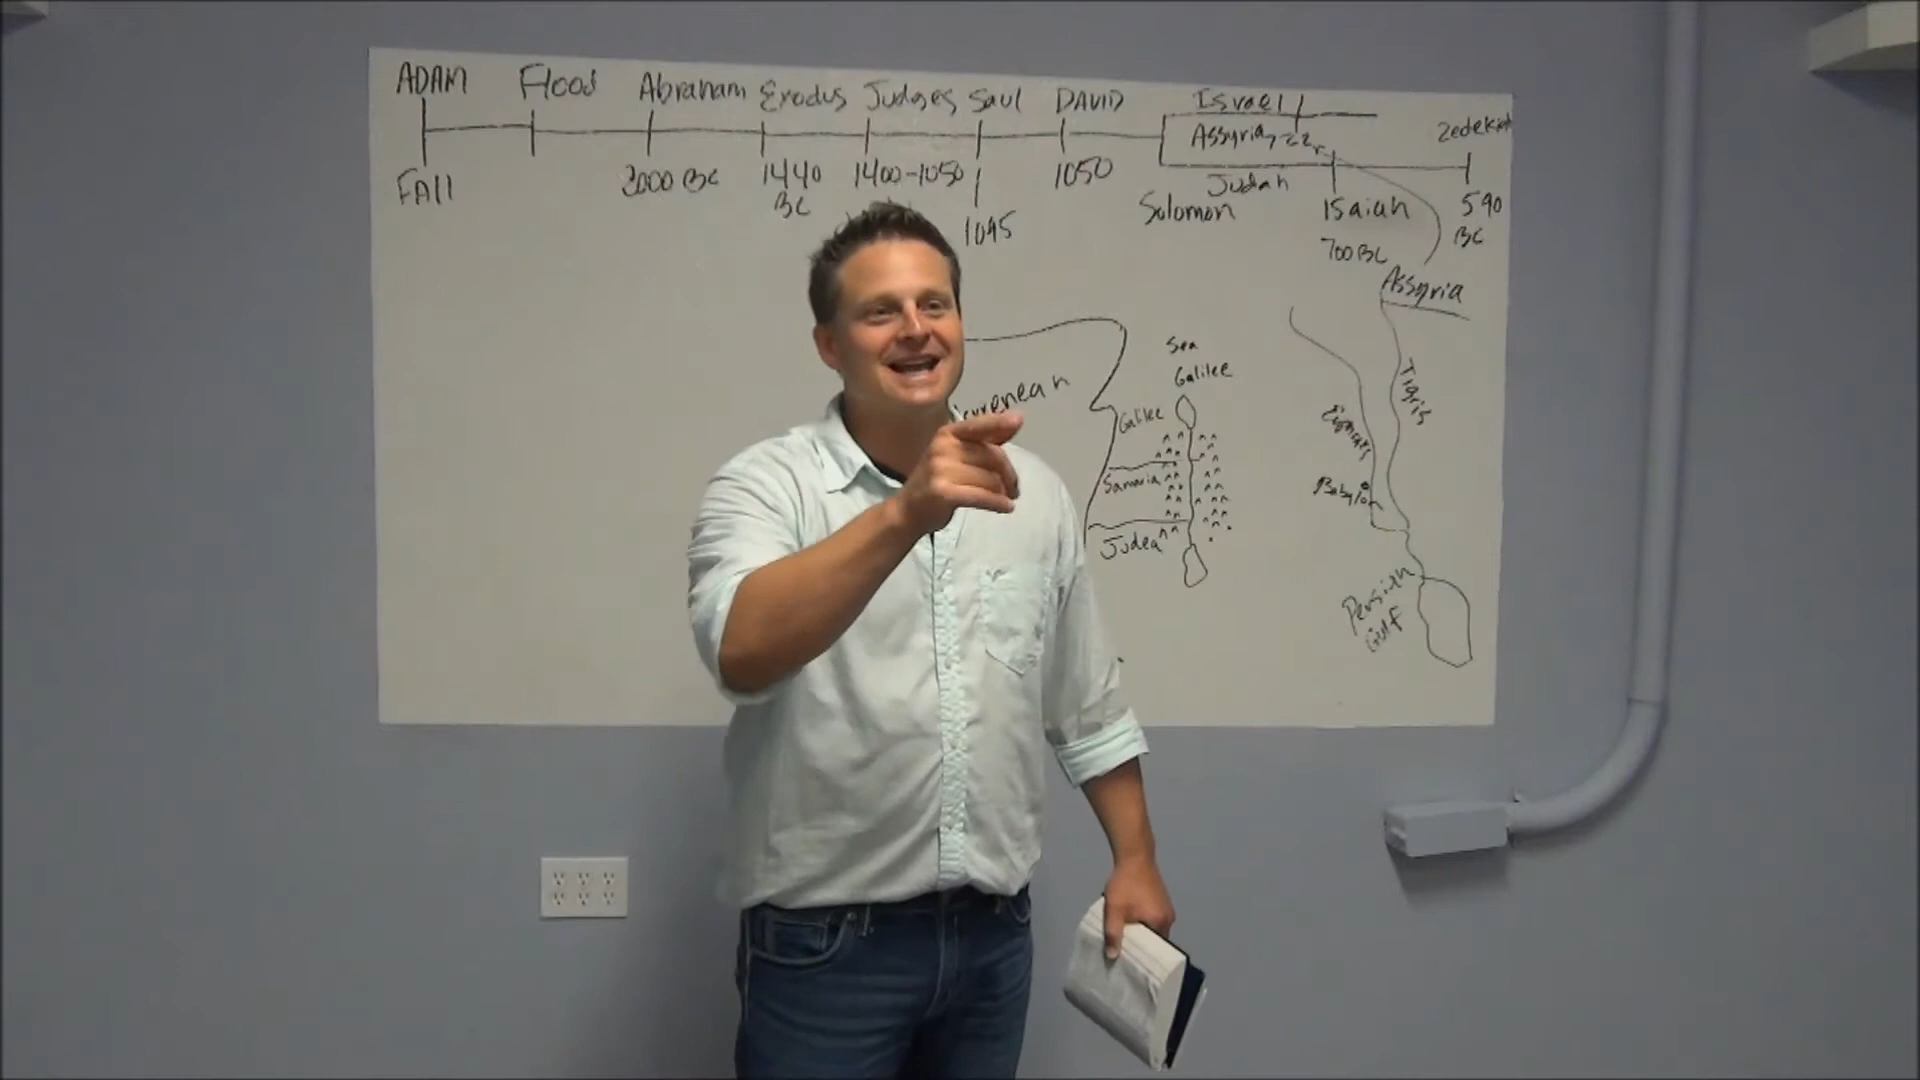 ADAM Flood Abraham Exodus Judges Saul DAVID Israel
Assyria 722
Zedekiah
FAll 2000 BC 1440 BC 1400-1050 1050 Judah
1045
Solomon Isaiah 590 BC
700 BC
Assyria
Sea
Galilee
Galilee
Samaria
Judea
Tigris
Babylon
Persian
Gulf